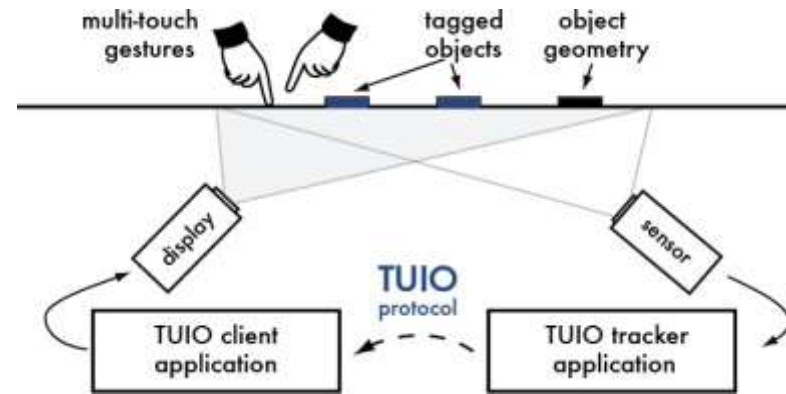 multi-touch
gestures
tagged
objects
object
geometry
display
sensor
TUIO
protocol
TUIO client
application
TUIO tracker
application